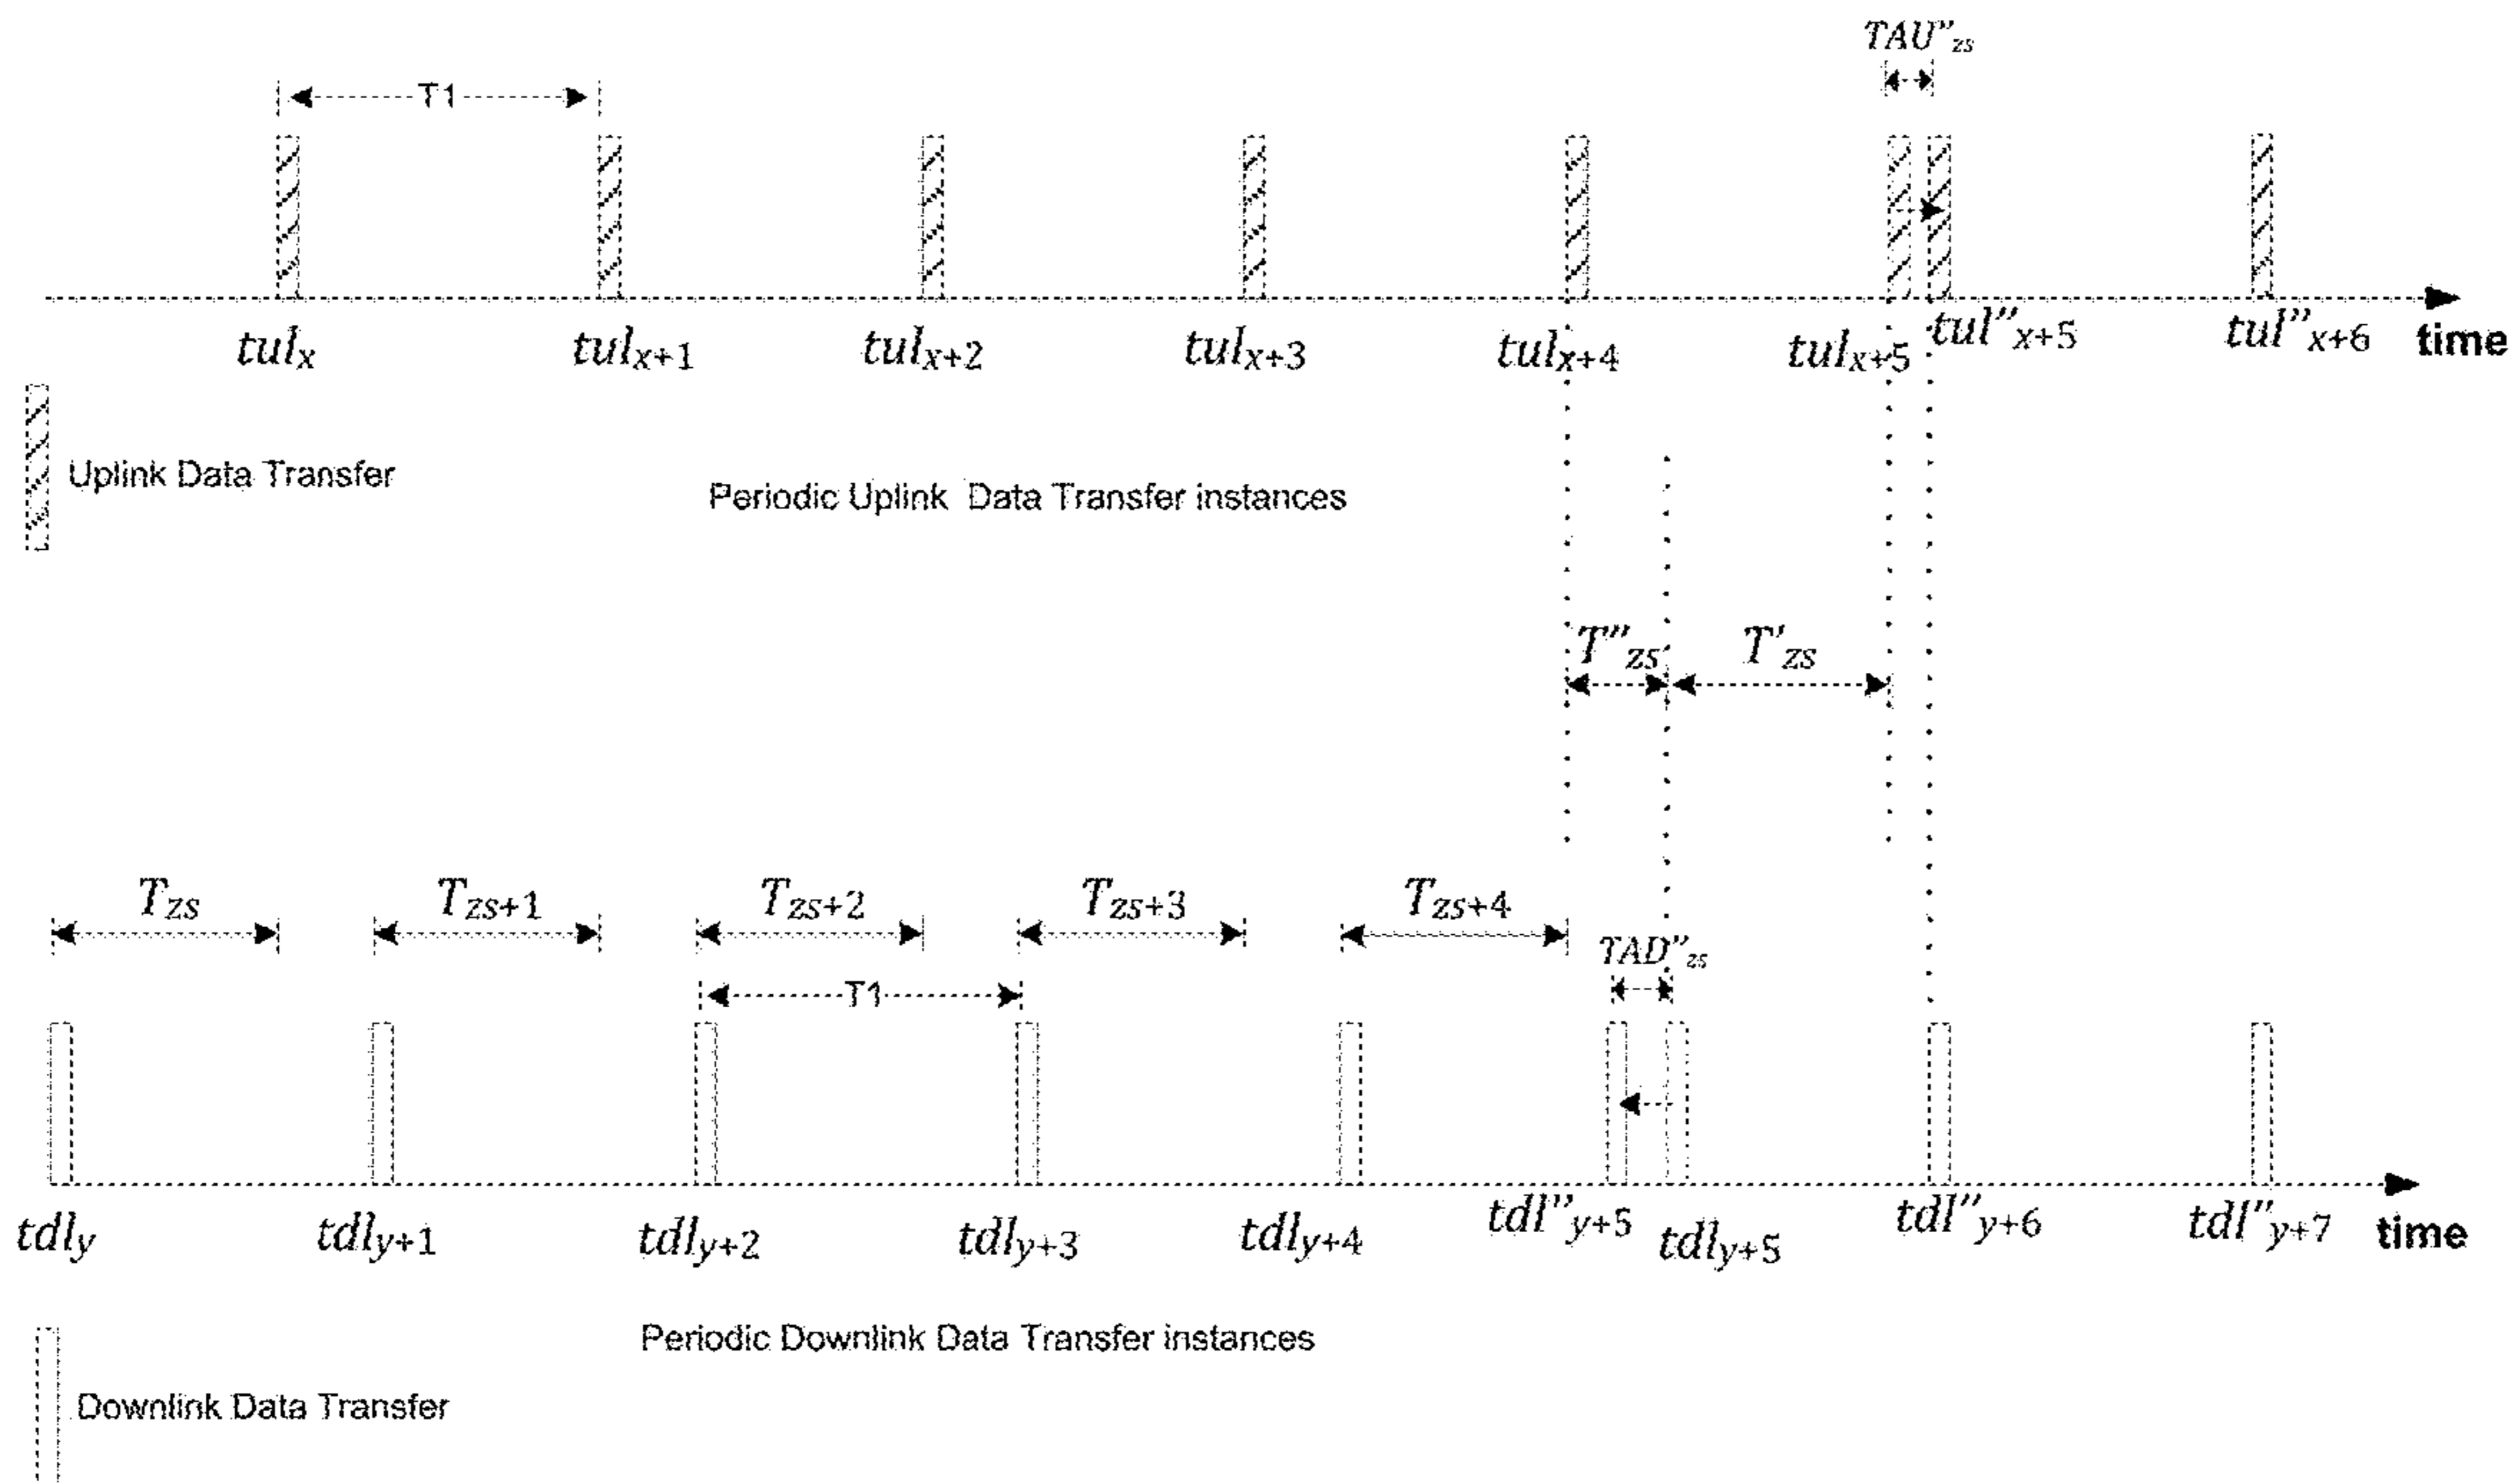 TAU"zs
T1
tulx tulx+1 tulx+2 tulx+3 tulx+4 tulx+5 tul"x+5 tul"x+6 time
Uplink Data Transfer
Periodic Uplink Data Transfer instances
T"zs T'zs
Tzs Tzs+1 Tzs+2 Tzs+3 Tzs+4
TAD"zs
T1
tdly tdly+1 tdly+2 tdly+3 tdly+4 tdl"y+5 tdly+5 tdl"y+6 tdl"y+7 time
Periodic Downlink Data Transfer instances
Downlink Data Transfer